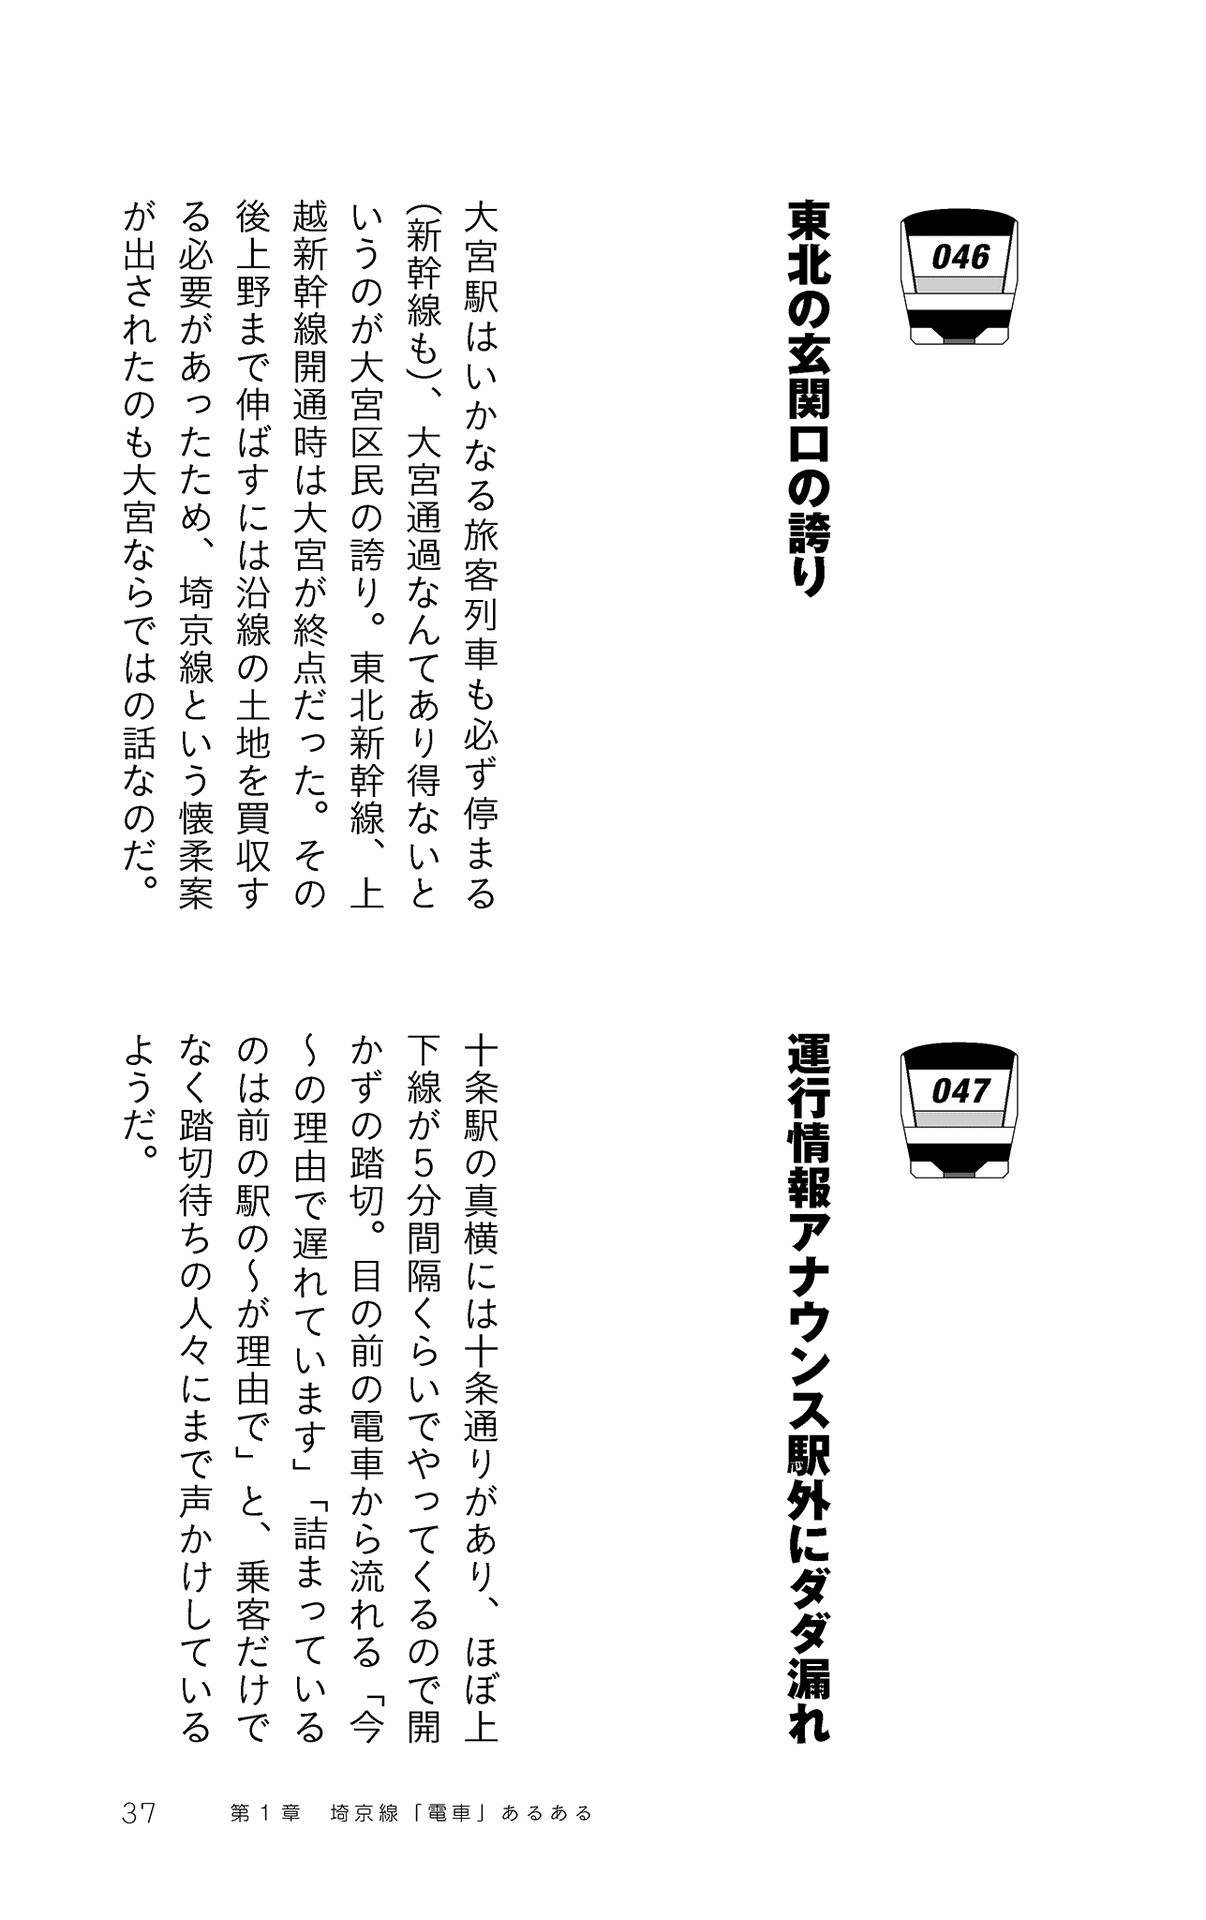 046
東北の玄関口の誇り
大宮駅はいかなる旅客列車も必ず停まる
（新幹線も）、大宮通過なんてあり得ないと
いうのが大宮区民の誇り。東北新幹線、上
越新幹線開通時は大宮が終点だった。その
後上野まで伸ばすには沿線の土地を買収す
る必要があったため、埼京線という懐柔案
が出されたのも大宮ならではの話なのだ。
047
運行情報アナウンス駅外にダダ漏れ
十条駅の真横には十条通りがあり、ほぼ上
下線が5分間隔くらいでやってくるので開
かずの踏切。目の前の電車から流れる「今
〜の理由で遅れています」「詰まっている
のは前の駅の〜が理由で」と、乗客だけで
なく踏切待ちの人々にまで声かけしている
ようだ。
37　第1章　埼京線「電車」あるある